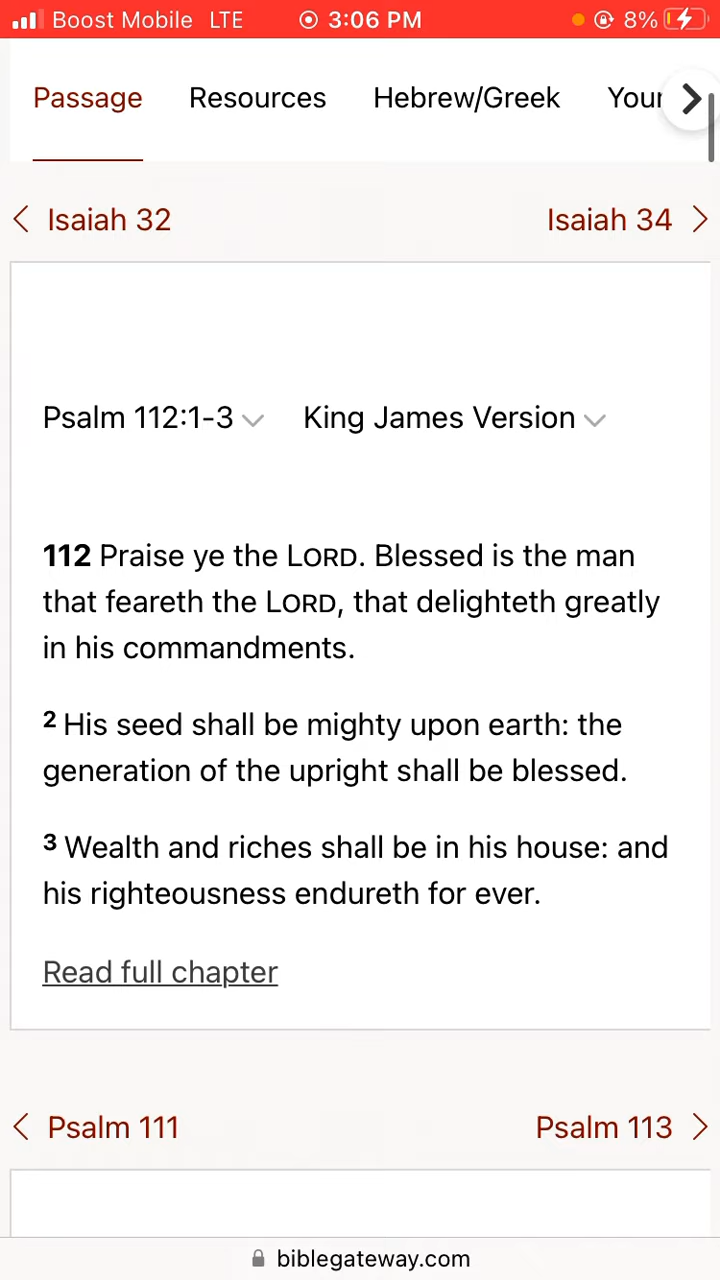 Boost Mobile LTE 3:06 PM 8%
Passage Resources Hebrew/Greek Your
Isaiah 32 Isaiah 34
Psalm 112:1-3 King James Version
112 Praise ye the LORD. Blessed is the man
that feareth the LORD, that delighteth greatly
in his commandments.
2 His seed shall be mighty upon earth: the
generation of the upright shall be blessed.
3 Wealth and riches shall be in his house: and
his righteousness endureth for ever.
Read full chapter
Psalm 111 Psalm 113
biblegateway.com